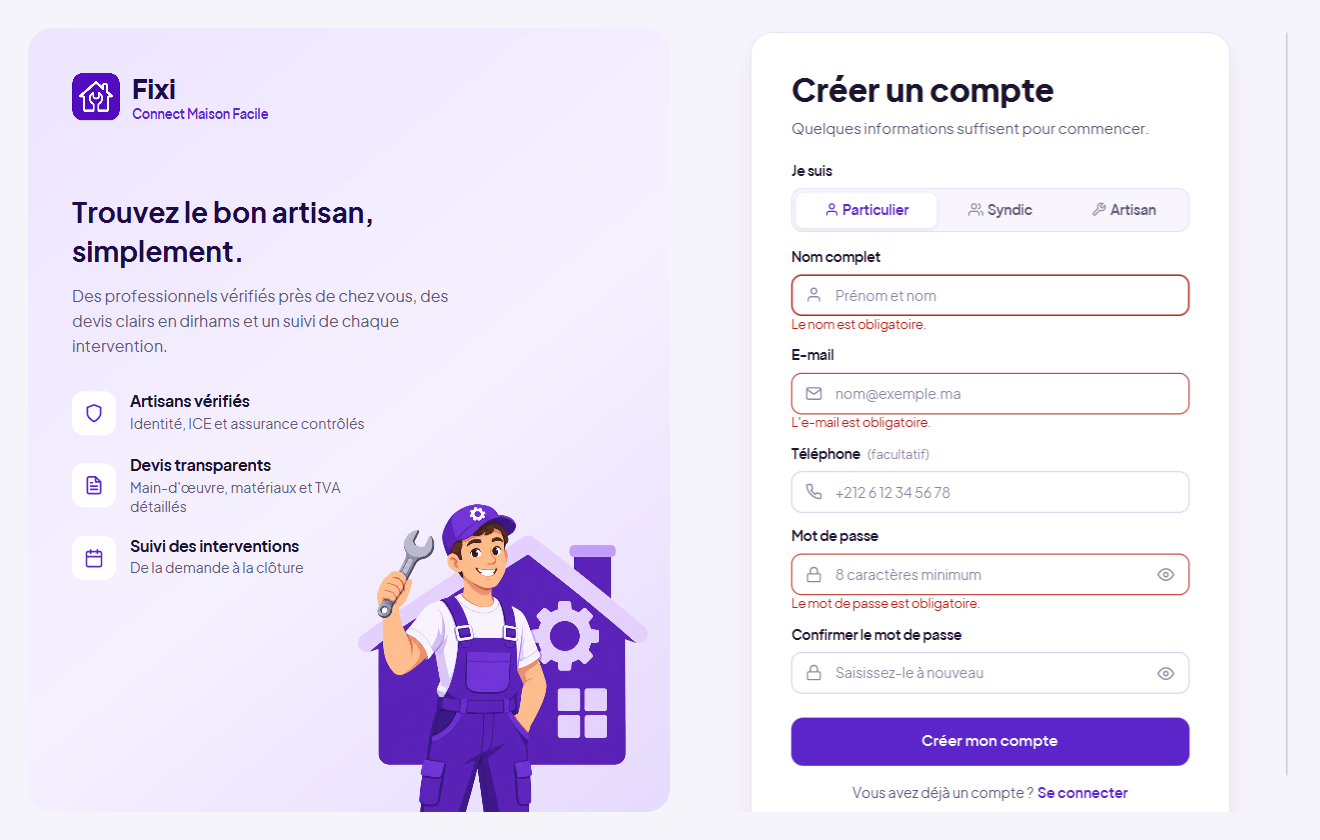 Fixi
Connect Maison Facile
Trouvez le bon artisan,
simplement.
Des professionnels vérifiés près de chez vous, des
devis clairs en dirhams et un suivi de chaque
intervention.
Artisans vérifiés
Identité, ICE et assurance contrôlés
Devis transparents
Main-d'œuvre, matériaux et TVA
détaillés
Suivi des interventions
De la demande à la clôture
Créer un compte
Quelques informations suffisent pour commencer.
Je suis
Particulier Syndic Artisan
Nom complet
Prénom et nom
Le nom est obligatoire.
E-mail
nom@exemple.ma
L'e-mail est obligatoire.
Téléphone (facultatif)
+212 6 12 34 56 78
Mot de passe
8 caractères minimum
Le mot de passe est obligatoire.
Confirmer le mot de passe
Saisissez-le à nouveau
Créer mon compte
Vous avez déjà un compte ? Se connecter